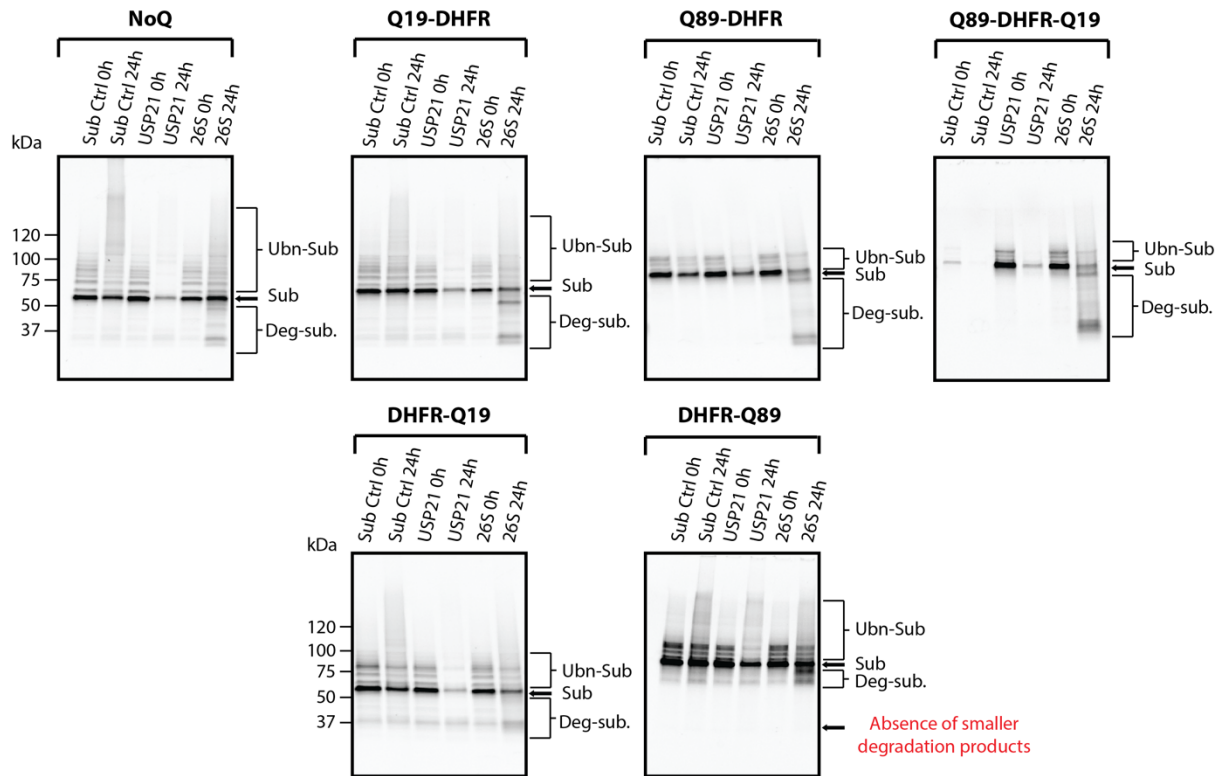 NoQ
Q19-DHFR
Q89-DHFR
Q89-DHFR-Q19
Sub Ctrl 0h
Sub Ctrl 24h
USP21 0h
USP21 24h
26S 0h
26S 24h
Sub Ctrl 0h
Sub Ctrl 24h
USP21 0h
USP21 24h
26S 0h
26S 24h
Sub Ctrl 0h
Sub Ctrl 24h
USP21 0h
USP21 24h
26S 0h
26S 24h
Sub Ctrl 0h
Sub Ctrl 24h
USP21 0h
USP21 24h
26S 0h
26S 24h
kDa
120
100
75
50
37
Ubn-Sub
Sub
Deg-sub.
Ubn-Sub
Sub
Deg-sub.
Ubn-Sub
Sub
Deg-sub.
Ubn-Sub
Sub
Deg-sub.
DHFR-Q19
DHFR-Q89
Sub Ctrl 0h
Sub Ctrl 24h
USP21 0h
USP21 24h
26S 0h
26S 24h
Sub Ctrl 0h
Sub Ctrl 24h
USP21 0h
USP21 24h
26S 0h
26S 24h
kDa
120
100
75
50
37
Ubn-Sub
Sub
Deg-sub.
Ubn-Sub
Sub
Deg-sub.
Absence of smaller
degradation products